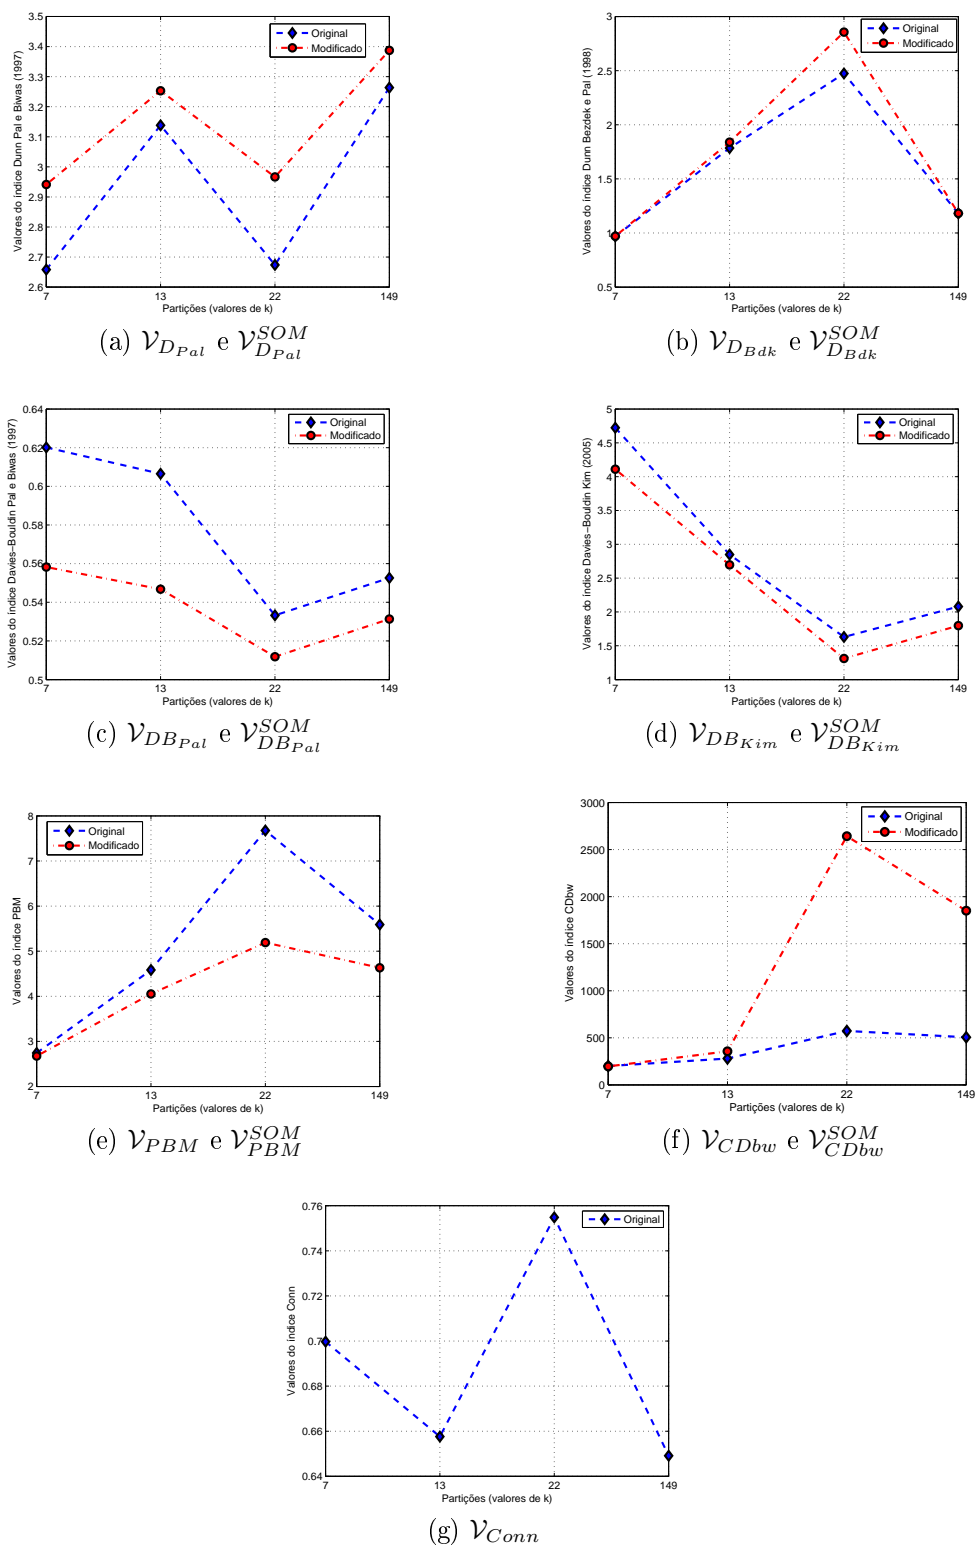 3.5
3.4
3.3
3.2
3.1
3
2.9
2.8
2.7
2.6
7
13
22
149
Valores do índice Dunn Pal e Biwas (1997)
Partições (valores de k)
Original
Modificado
(a) V_{D_{Pal}} e V_{D_{Pal}}^{SOM}
3
2.5
2
1.5
1
0.5
7
13
22
149
Valores do índice Dunn Bezdek e Pal (1998)
Partições (valores de k)
Original
Modificado
(b) V_{D_{Bdk}} e V_{D_{Bdk}}^{SOM}
0.64
0.62
0.6
0.58
0.56
0.54
0.52
0.5
7
13
22
149
Valores do índice Davies−Bouldin Pal e Biwas (1997)
Partições (valores de k)
Original
Modificado
(c) V_{DB_{Pal}} e V_{DB_{Pal}}^{SOM}
5
4.5
4
3.5
3
2.5
2
1.5
1
7
13
22
149
Valores do índice Davies−Bouldin Kim (2005)
Partições (valores de k)
Original
Modificado
(d) V_{DB_{Kim}} e V_{DB_{Kim}}^{SOM}
8
7
6
5
4
3
2
7
13
22
149
Valores do índice PBM
Partições (valores de k)
Original
Modificado
(e) V_{PBM} e V_{PBM}^{SOM}
3000
2500
2000
1500
1000
500
0
7
13
22
149
Valores do índice CDbw
Partições (valores de k)
Original
Modificado
(f) V_{CDbw} e V_{CDbw}^{SOM}
0.76
0.74
0.72
0.7
0.68
0.66
0.64
7
13
22
149
Valores do índice Conn
Partições (valores de k)
Original
(g) V_{Conn}